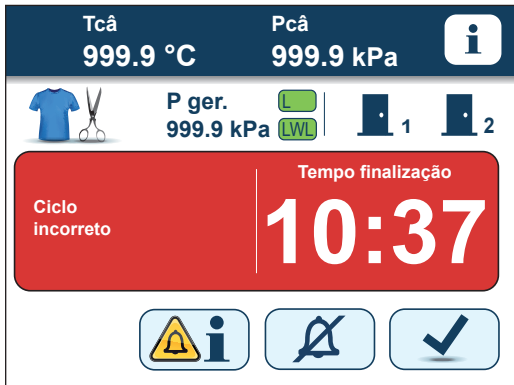 Tcâ Pcâ
999.9 °C 999.9 kPa i
P ger. L
999.9 kPa LWL 1 2
Tempo finalização
Ciclo
incorreto
10:37
i